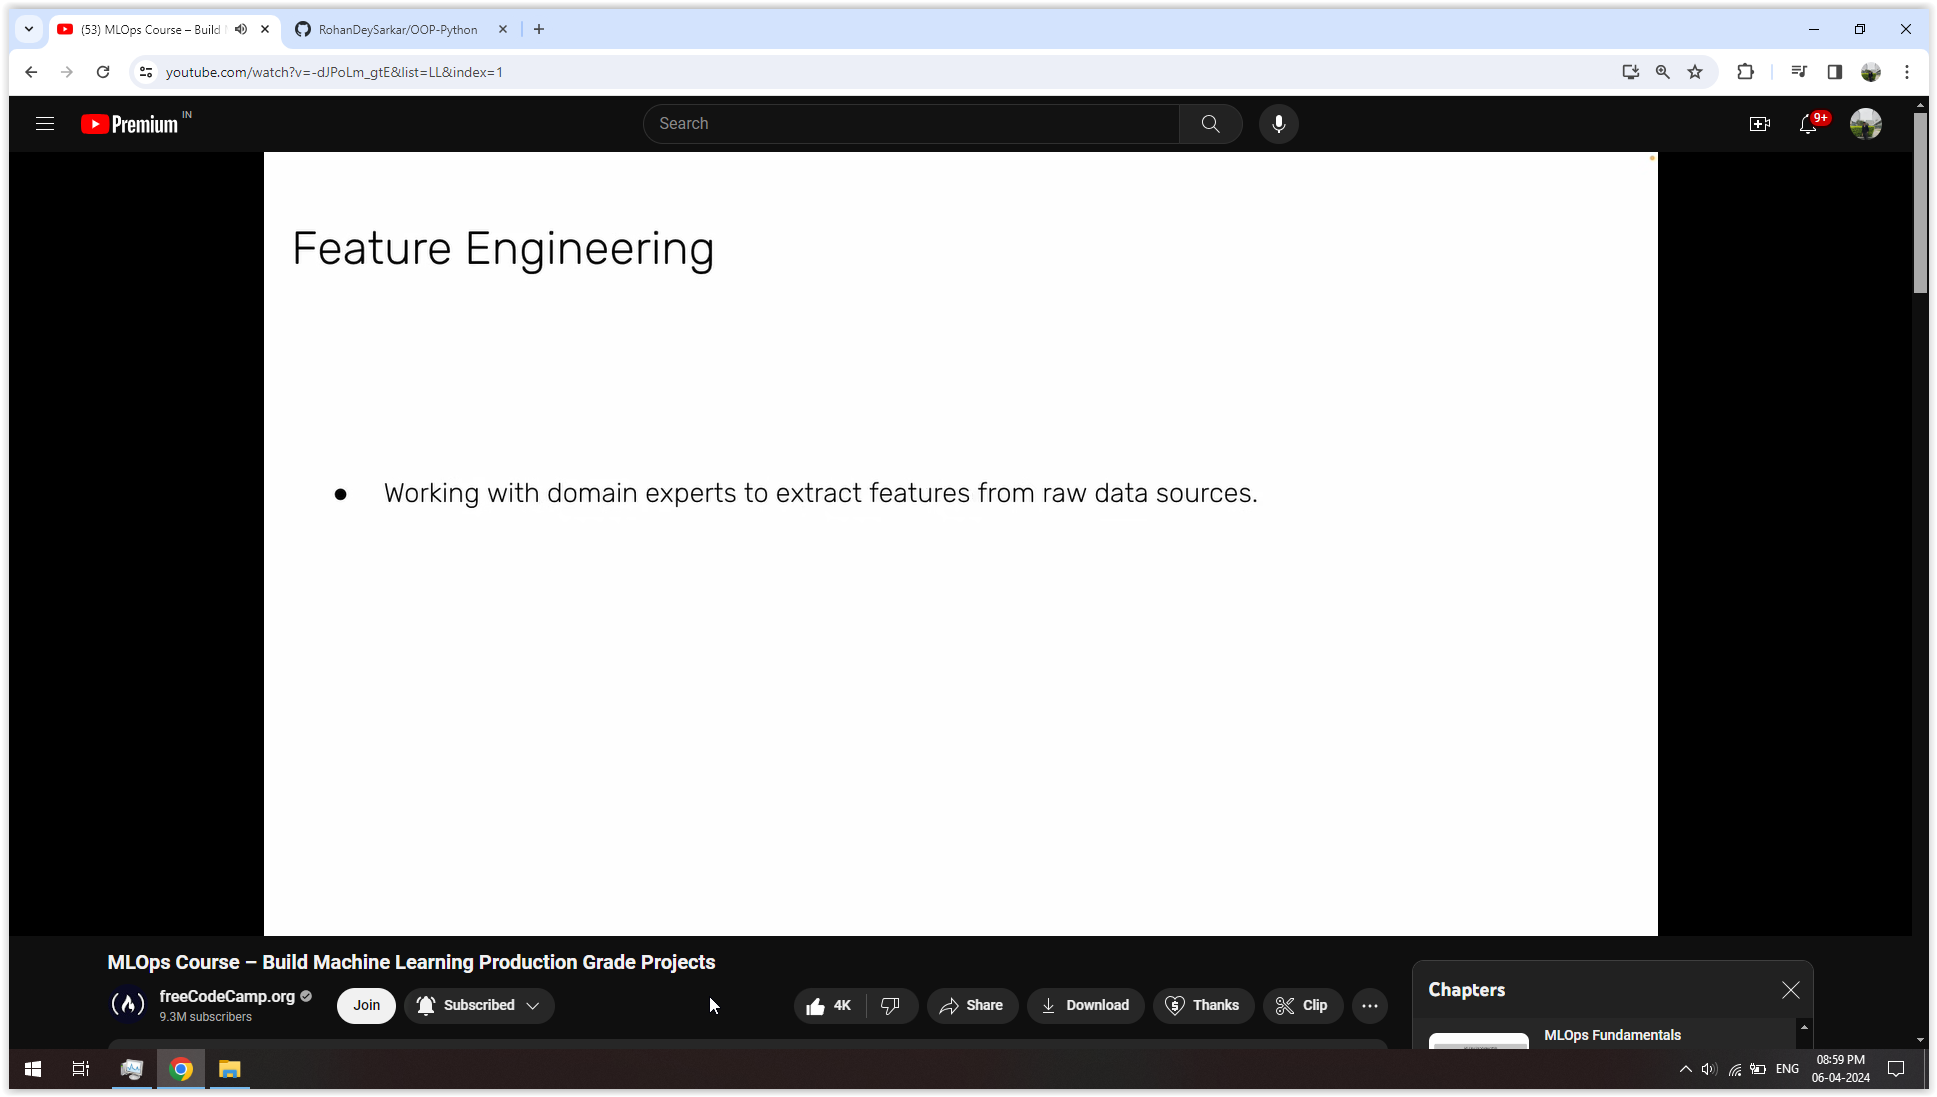 (53) MLOps Course – Build
RohanDeySarkar/OOP-Python
youtube.com/watch?v=-dJPoLm_gtE&list=LL&index=1
Premium IN
Search
9+
Feature Engineering
● Working with domain experts to extract features from raw data sources.
MLOps Course – Build Machine Learning Production Grade Projects
freeCodeCamp.org
9.3M subscribers
Join
Subscribed
4K
Share
Download
Thanks
Clip
Chapters
MLOps Fundamentals
ENG
08:59 PM
06-04-2024